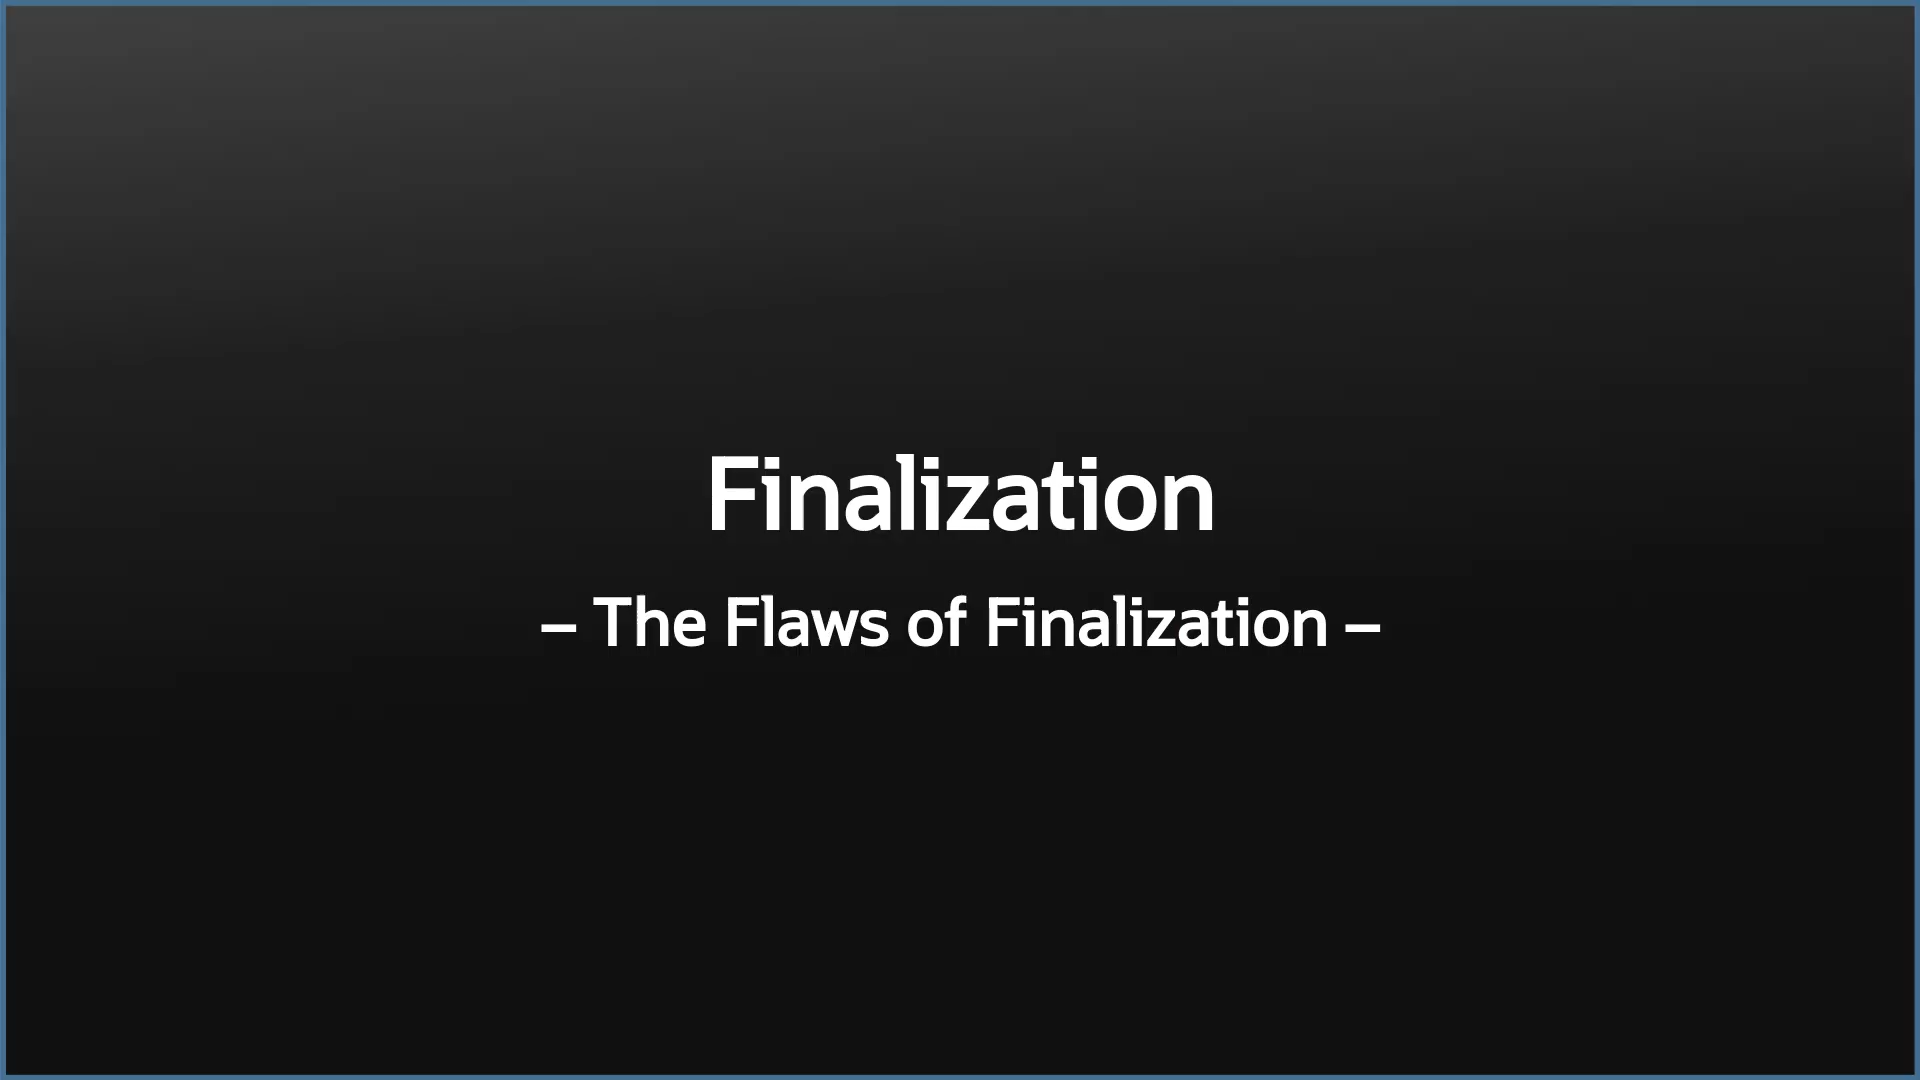 Finalization
– The Flaws of Finalization –